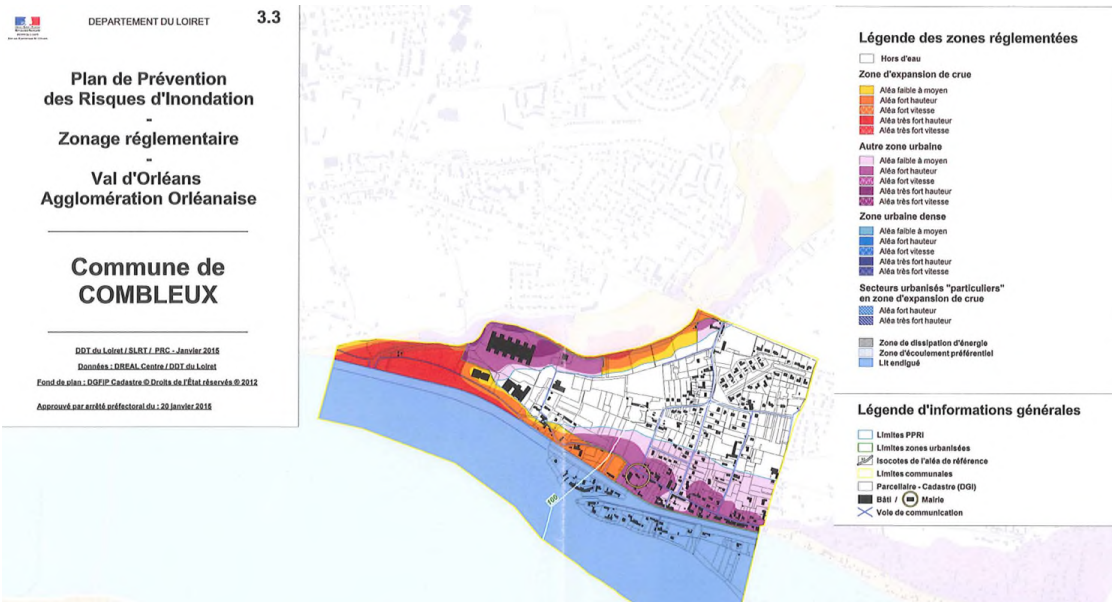 DEPARTEMENT DU LOIRET
3.3
Plan de Prévention
des Risques d'Inondation
-
Zonage réglementaire
-
Val d'Orléans
Agglomération Orléanaise
Commune de
COMBLEUX
DDT du Loiret / SLRT / PRC - Janvier 2015
Données : DREAL Centre / DDT du Loiret
Fond de plan : DGFIP Cadastre © Droits de l'État réservés © 2012
Approuvé par arrêté préfectoral du : 20 janvier 2015
100
Légende des zones réglementées
Hors d'eau
Zone d'expansion de crue
Aléa faible à moyen
Aléa fort hauteur
Aléa fort vitesse
Aléa très fort hauteur
Aléa très fort vitesse
Autre zone urbaine
Aléa faible à moyen
Aléa fort hauteur
Aléa fort vitesse
Aléa très fort hauteur
Aléa très fort vitesse
Zone urbaine dense
Aléa faible à moyen
Aléa fort hauteur
Aléa fort vitesse
Aléa très fort hauteur
Aléa très fort vitesse
Secteurs urbanisés "particuliers"
en zone d'expansion de crue
Aléa fort hauteur
Aléa très fort hauteur
Zone de dissipation d'énergie
Zone d'écoulement préférentiel
Lit endigué
Légende d'informations générales
Limites PPRI
Limites zones urbanisées
Isocotes de l'aléa de référence
Limites communales
Parcellaire - Cadastre (DGI)
Bâti / Mairie
Voie de communication